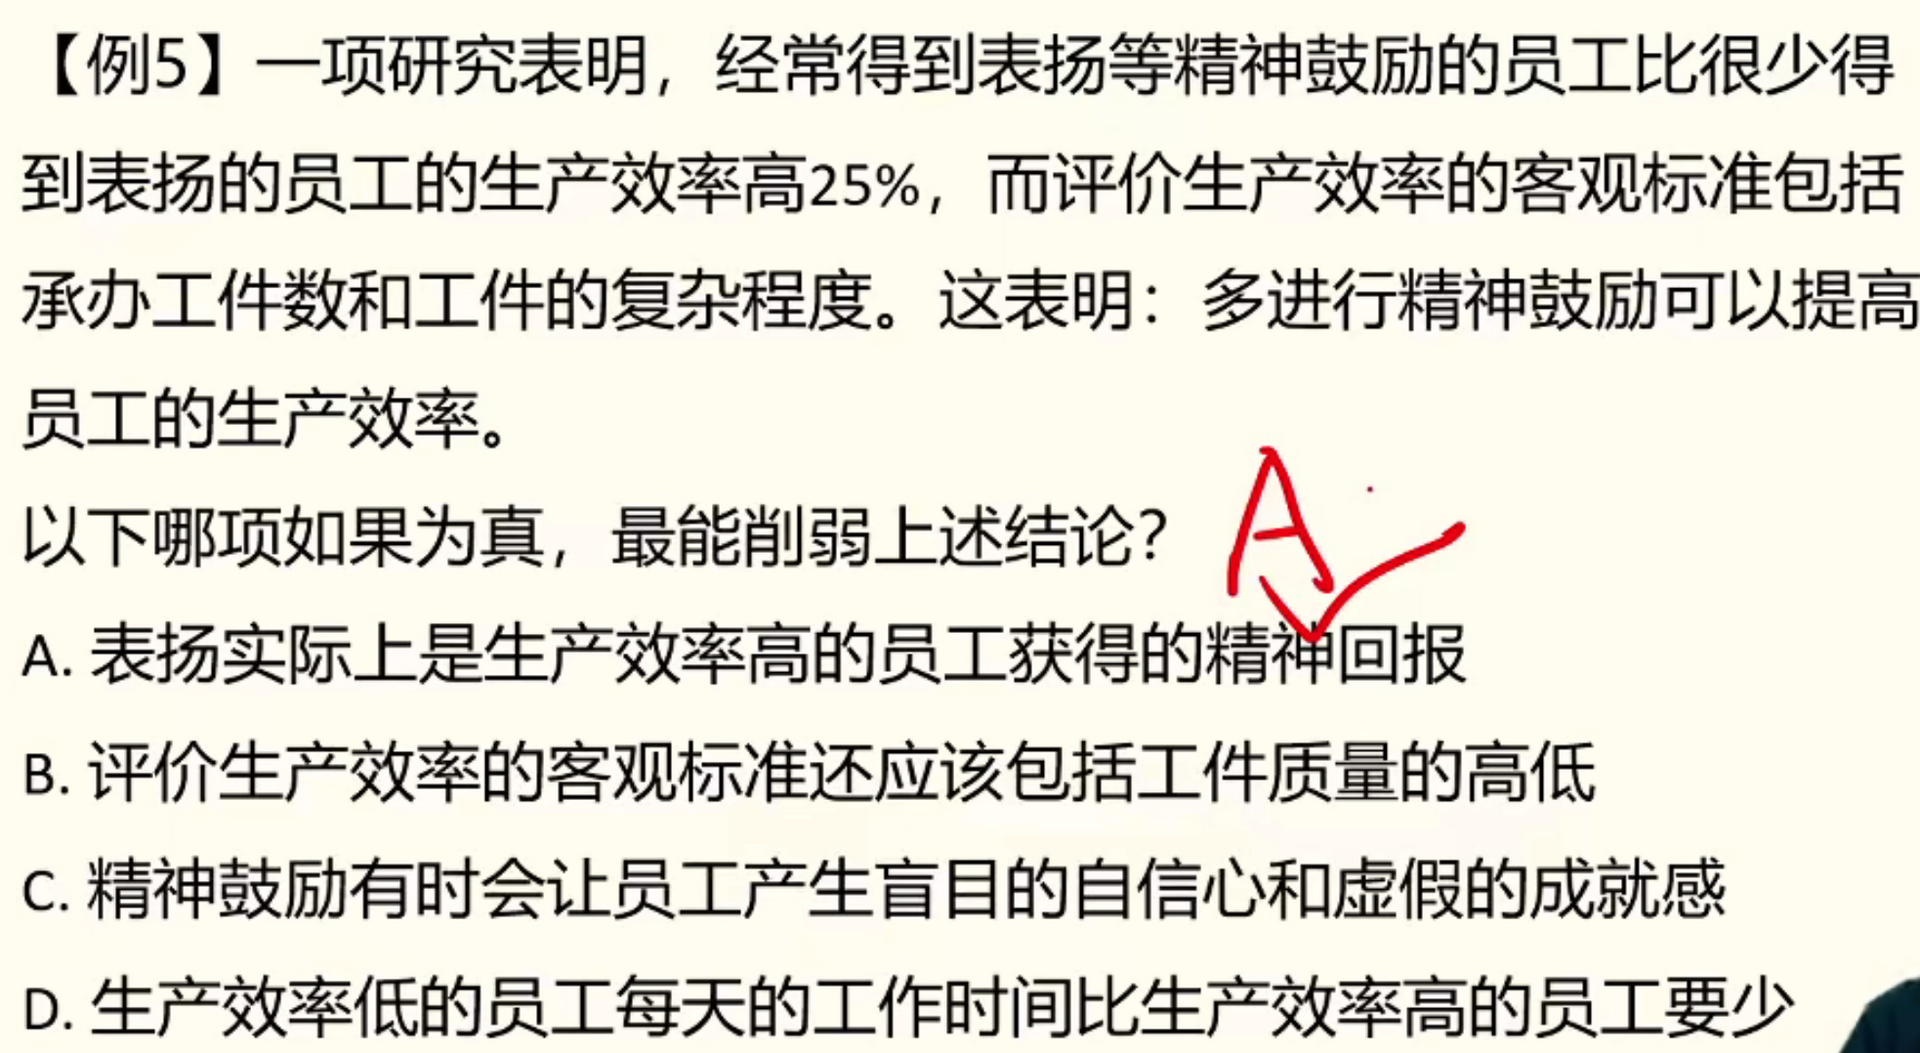 【例5】一项研究表明，经常得到表扬等精神鼓励的员工比很少得
到表扬的员工的生产效率高25%，而评价生产效率的客观标准包括
承办工件数和工件的复杂程度。这表明：多进行精神鼓励可以提高
员工的生产效率。
以下哪项如果为真，最能削弱上述结论？
A
A. 表扬实际上是生产效率高的员工获得的精神回报
B. 评价生产效率的客观标准还应该包括工件质量的高低
C. 精神鼓励有时会让员工产生盲目的自信心和虚假的成就感
D. 生产效率低的员工每天的工作时间比生产效率高的员工要少